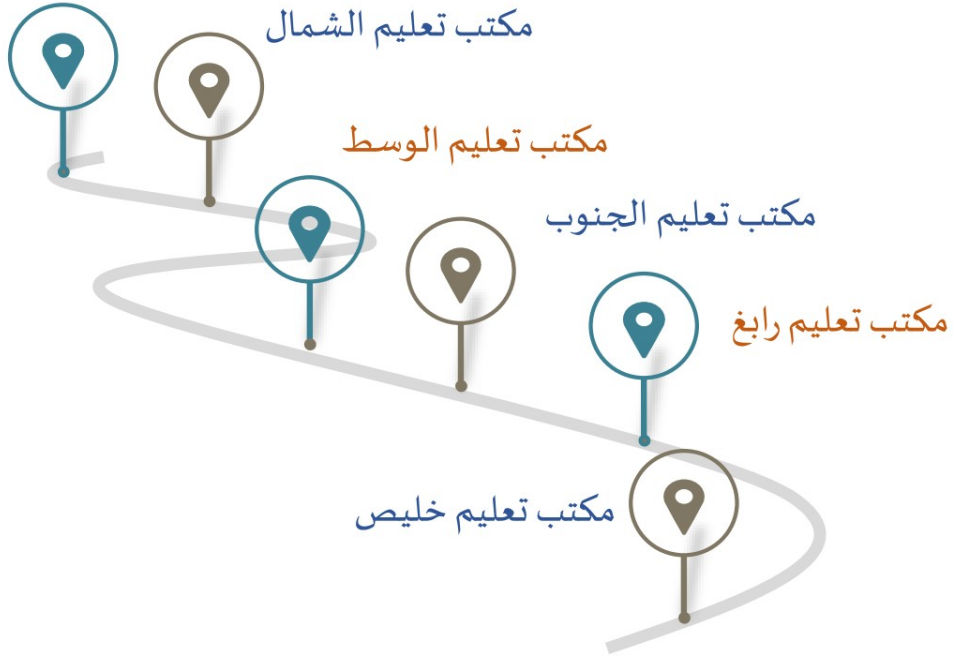 مكتب تعليم الشمال
مكتب تعليم الوسط
مكتب تعليم الجنوب
مكتب تعليم رابغ
مكتب تعليم خليص